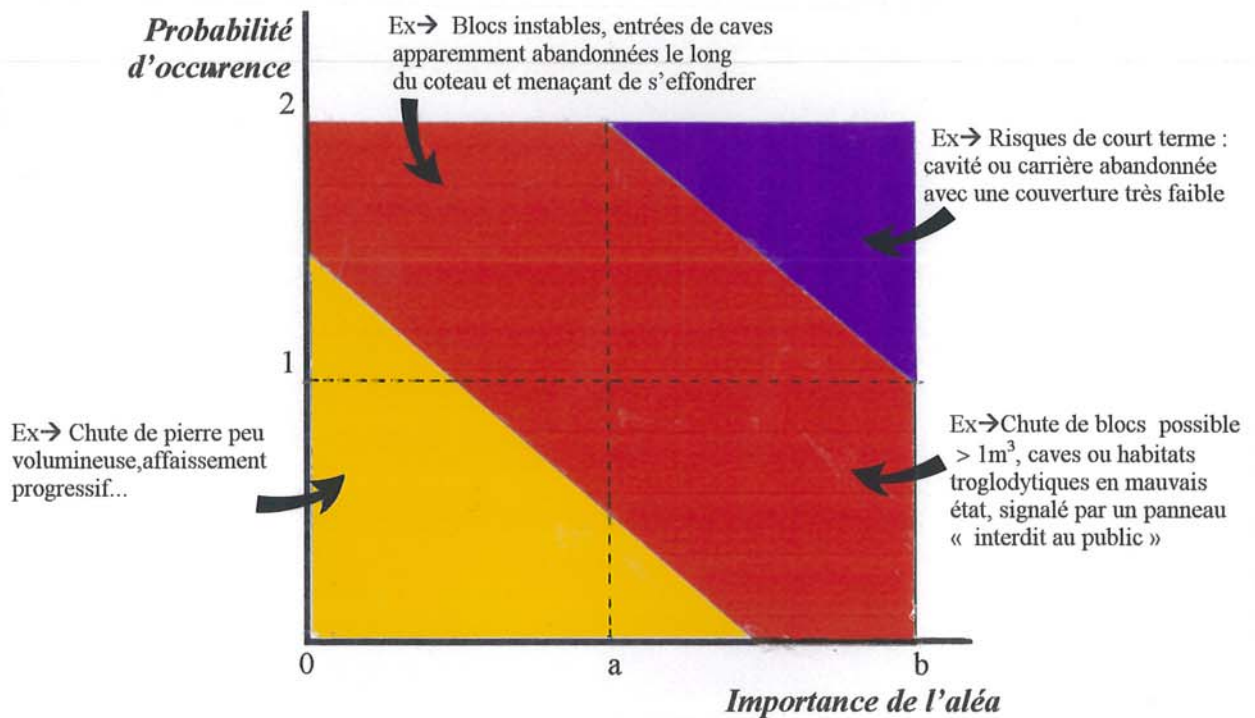 Probabilité
d'occurence
Ex→ Blocs instables, entrées de caves
apparemment abandonnées le long
du coteau et menaçant de s'effondrer
2
Ex→ Risques de court terme :
cavité ou carrière abandonnée
avec une couverture très faible
1
Ex→ Chute de pierre peu
volumineuse,affaissement
progressif...
Ex→Chute de blocs possible
> 1m³, caves ou habitats
troglodytiques en mauvais
état, signalé par un panneau
« interdit au public »
0
a
b
Importance de l'aléa